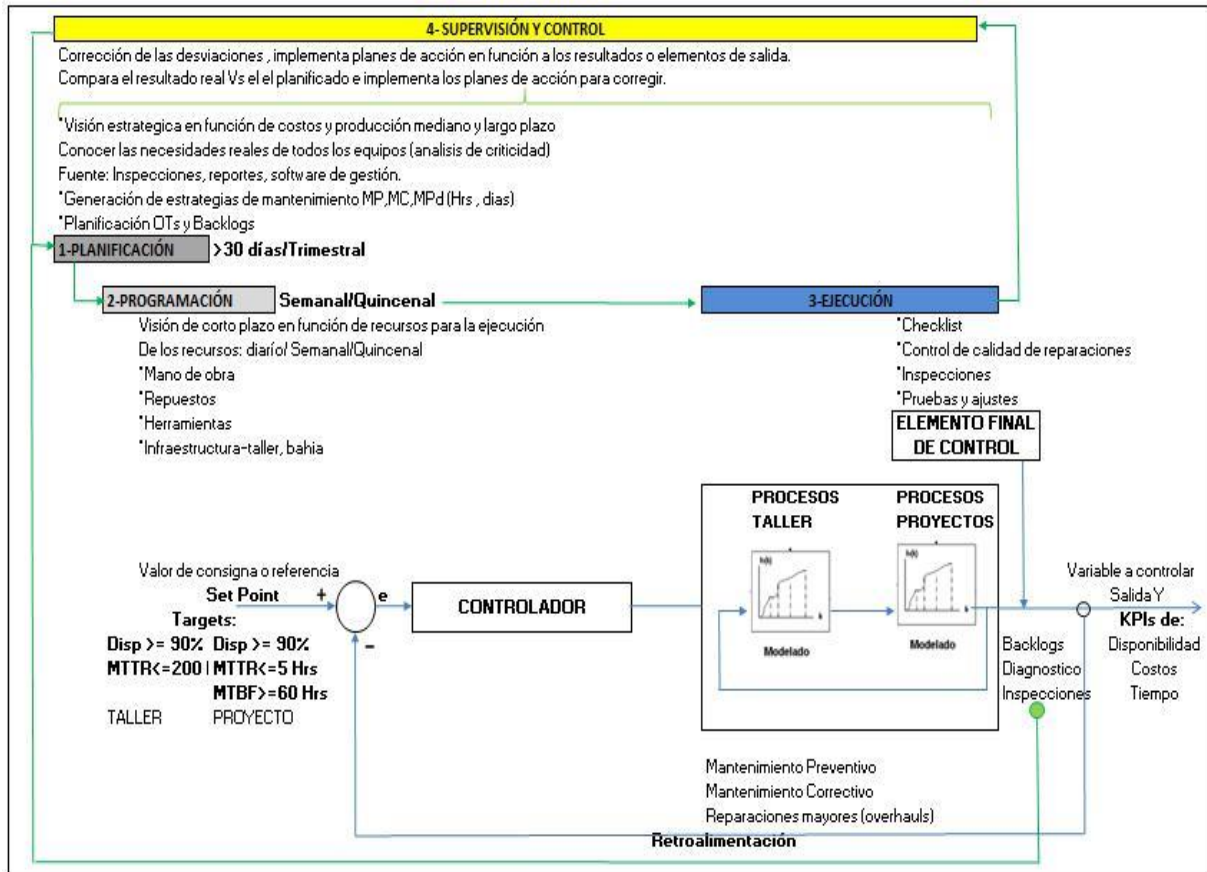 4- SUPERVISIÓN Y CONTROL
Corrección de las desviaciones , implementa planes de acción en función a los resultados o elementos de salida.
Compara el resultado real Vs el el planificado e implementa los planes de acción para corregir.
*Visión estrategica en función de costos y producción mediano y largo plazo
Conocer las necesidades reales de todos los equipos (analisis de criticidad)
Fuente: Inspecciones, reportes, software de gestión.
*Generación de estrategias de mantenimiento MP,MC,MPd (Hrs , dias)
*Planificación OTs y Backlogs
1-PLANIFICACIÓN >30 días/Trimestral
2-PROGRAMACIÓN Semanal/Quincenal
3-EJECUCIÓN
Visión de corto plazo en función de recursos para la ejecución
De los recursos: diarío/ Semanal/Quincenal
*Mano de obra
*Repuestos
*Herramientas
*Infraestructura-taller, bahia
*Checklist
*Control de calidad de reparaciones
*Inspecciones
*Pruebas y ajustes
ELEMENTO FINAL
DE CONTROL
PROCESOS
TALLER
Modelado
PROCESOS
PROYECTOS
Modelado
Valor de consigna o referencia
Set Point + e
−
Targets:
Disp >= 90% Disp >= 90%
MTTR<=200 MTTR<=5 Hrs
MTBF>=60 Hrs
TALLER PROYECTO
CONTROLADOR
Variable a controlar
Salida Y
KPIs de:
Disponibilidad
Costos
Tiempo
Backlogs
Diagnostico
Inspecciones
Mantenimiento Preventivo
Mantenimiento Correctivo
Reparaciones mayores (overhauls)
Retroalimentación